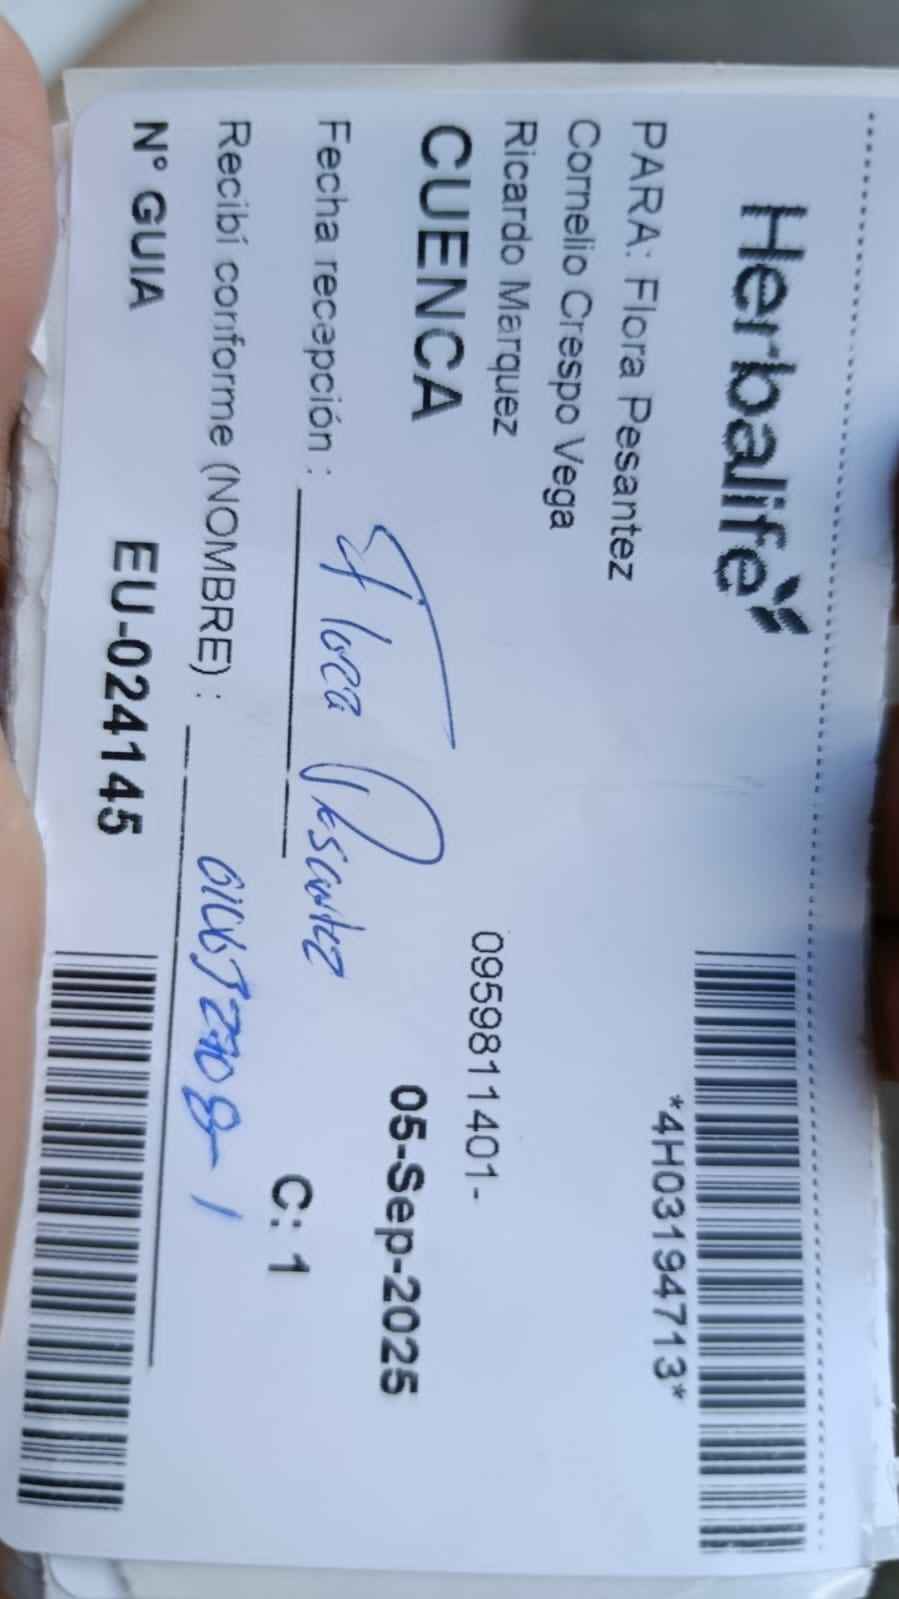 Herbalife
*4H03194713*
PARA: Flora Pesantez
Cornelio Crespo Vega
Ricardo Marquez
0959811401-
CUENCA
05-Sep-2025
Fecha recepción :
Flora Pesantez
C: 1
Recibí conforme (NOMBRE) :
N° GUIA
EU-024145